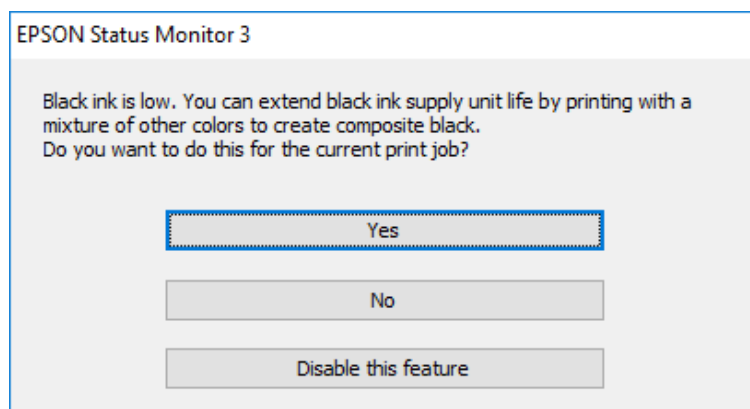 EPSON Status Monitor 3
Black ink is low. You can extend black ink supply unit life by printing with a
mixture of other colors to create composite black.
Do you want to do this for the current print job?
Yes
No
Disable this feature